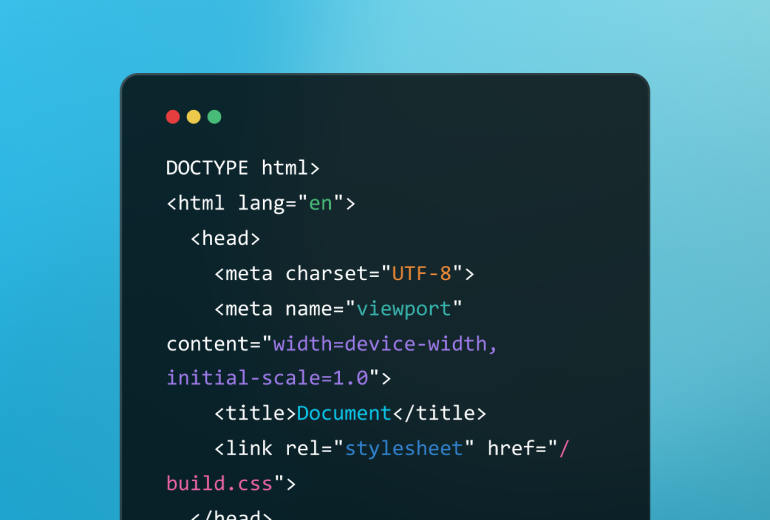 DOCTYPE html>
<html lang="en">
<head>
<meta charset="UTF-8">
<meta name="viewport"
content="width=device-width,
initial-scale=1.0">
<title>Document</title>
<link rel="stylesheet" href="/
build.css">
</head>